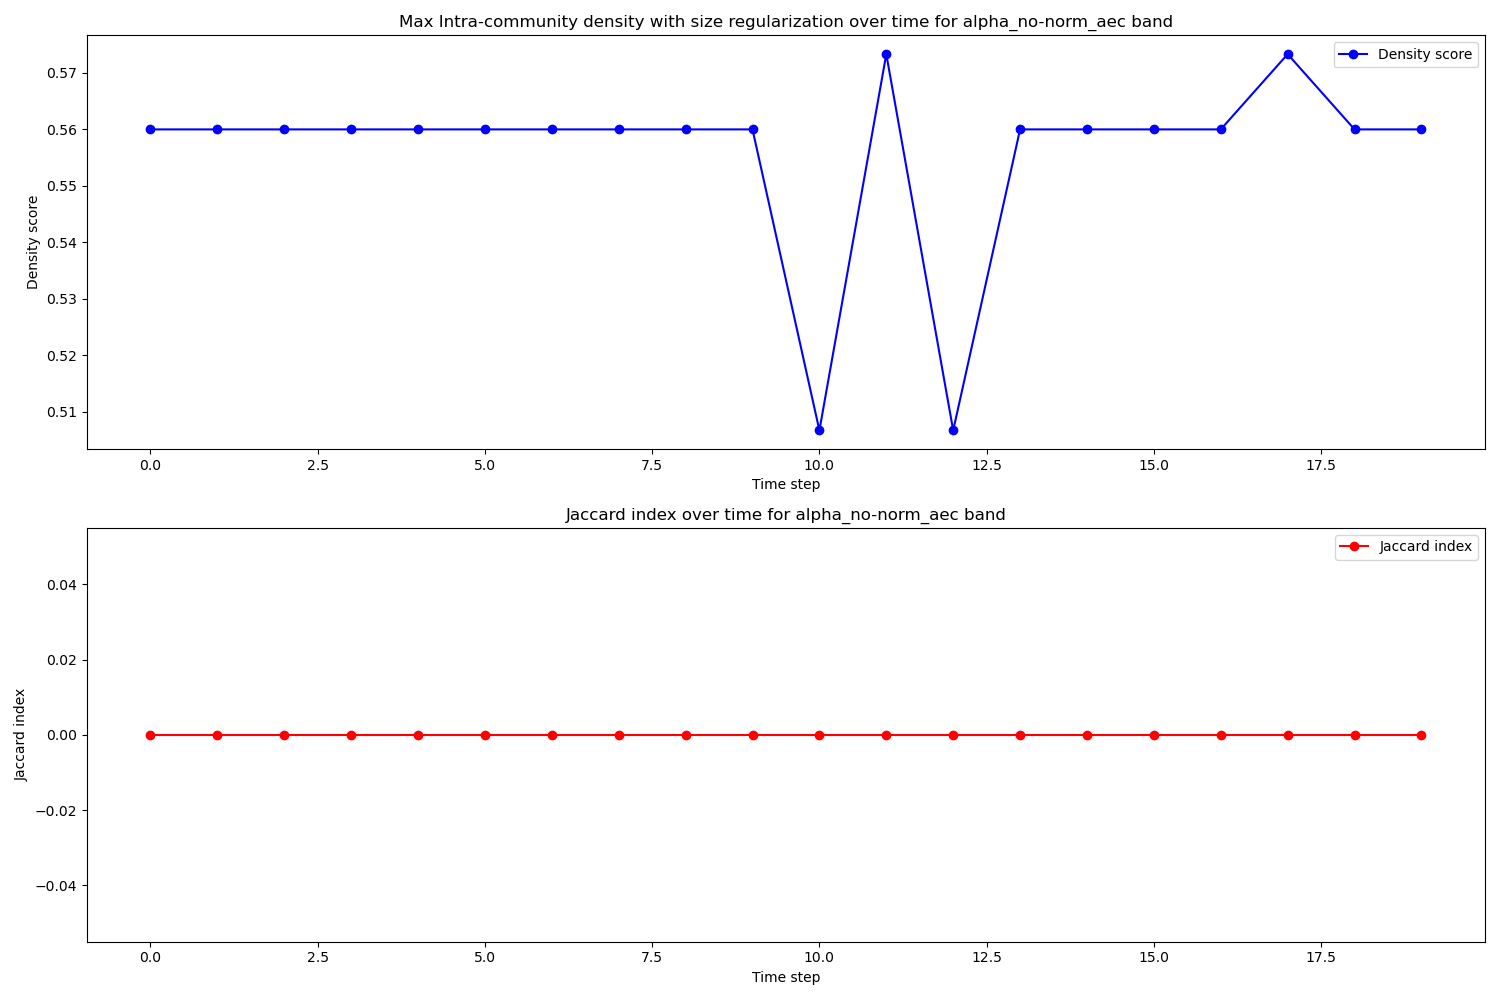 Max Intra-community density with size regularization over time for alpha_no-norm_aec band
Density score
0.57
0.56
0.55
0.54
0.53
0.52
0.51
Density score
0.0 2.5 5.0 7.5 10.0 12.5 15.0 17.5
Time step
Jaccard index over time for alpha_no-norm_aec band
Jaccard index
0.04
0.02
0.00
−0.02
−0.04
Jaccard index
0.0 2.5 5.0 7.5 10.0 12.5 15.0 17.5
Time step